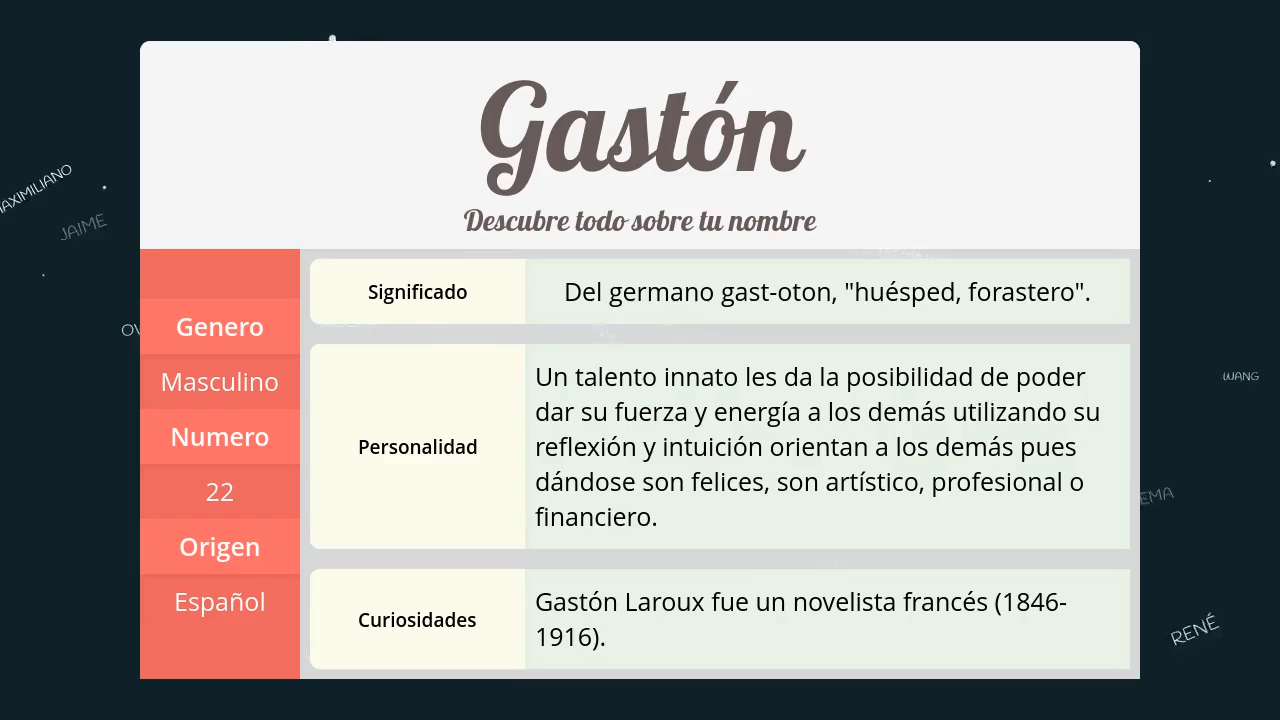 Gastón
Descubre todo sobre tu nombre
JAIME
WANG
RENÉ
Genero
Masculino
Numero
22
Origen
Español
Significado
Del germano gast-oton, "huésped, forastero".
Personalidad
Un talento innato les da la posibilidad de poder
dar su fuerza y energía a los demás utilizando su
reflexión y intuición orientan a los demás pues
dándose son felices, son artístico, profesional o
financiero.
Curiosidades
Gastón Laroux fue un novelista francés (1846-
1916).